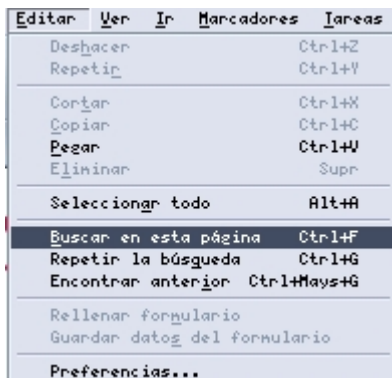 Editar Ver Ir Marcadores Tareas
Deshacer Ctrl+Z
Repetir Ctrl+Y
Cortar Ctrl+X
Copiar Ctrl+C
Pegar Ctrl+V
Eliminar Supr
Seleccionar todo Alt+A
Buscar en esta página Ctrl+F
Repetir la búsqueda Ctrl+G
Encontrar anterior Ctrl+Mays+G
Rellenar formulario
Guardar datos del formulario
Preferencias...